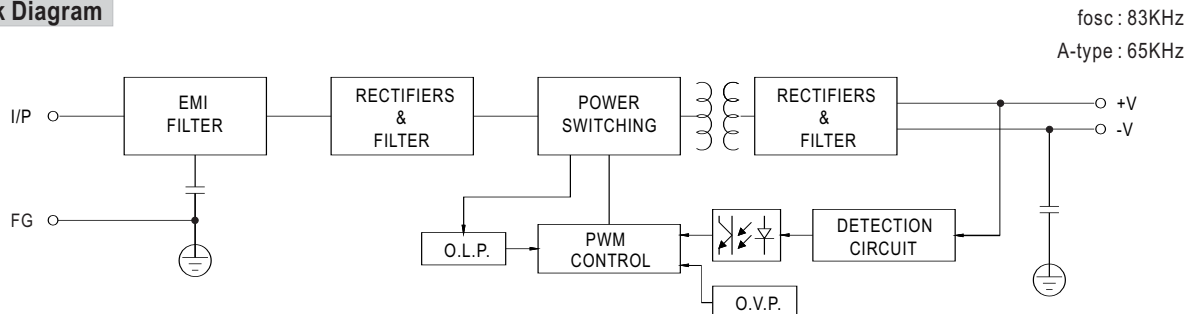 Diagram
fosc : 83KHz
A-type : 65KHz
I/P
EMI
FILTER
RECTIFIERS
&
FILTER
POWER
SWITCHING
RECTIFIERS
&
FILTER
+V
-V
FG
O.L.P.
PWM
CONTROL
DETECTION
CIRCUIT
O.V.P.